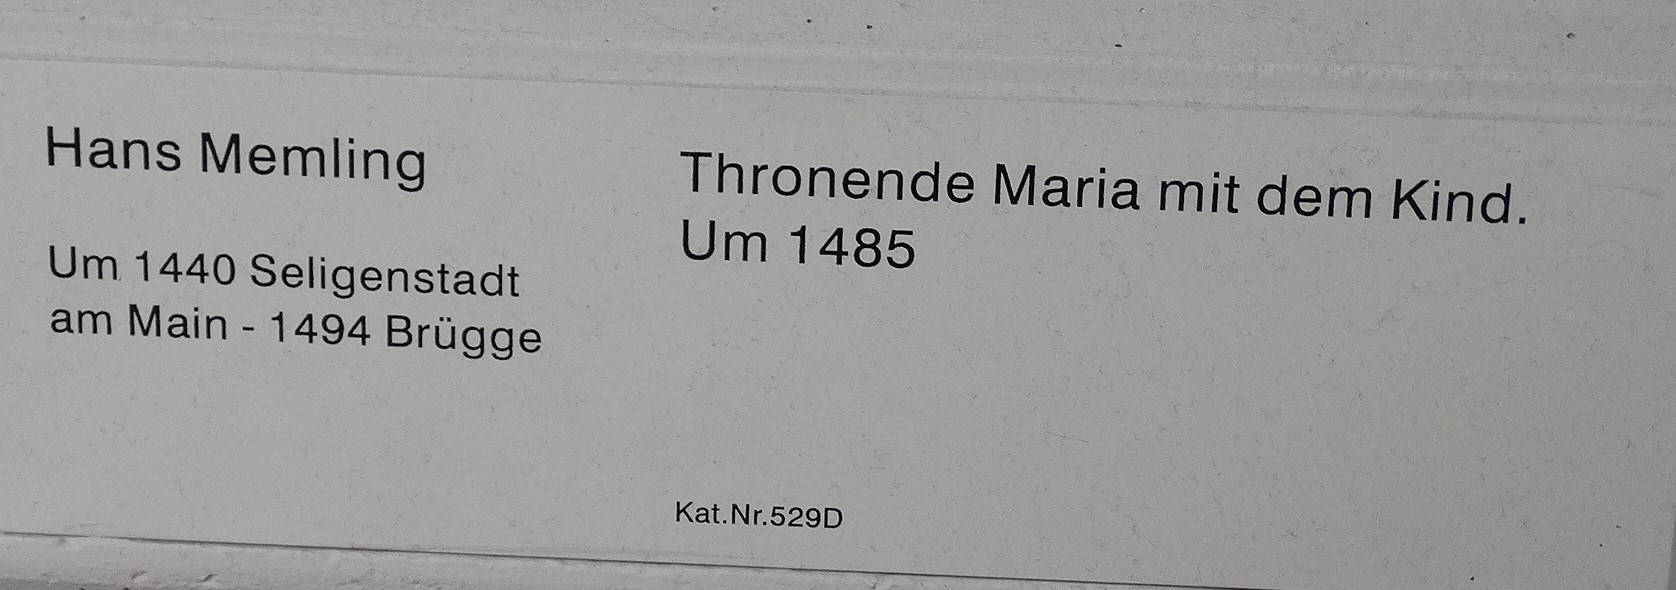 Hans Memling
Um 1440 Seligenstadt
am Main - 1494 Brügge
Thronende Maria mit dem Kind.
Um 1485
Kat.Nr.529D